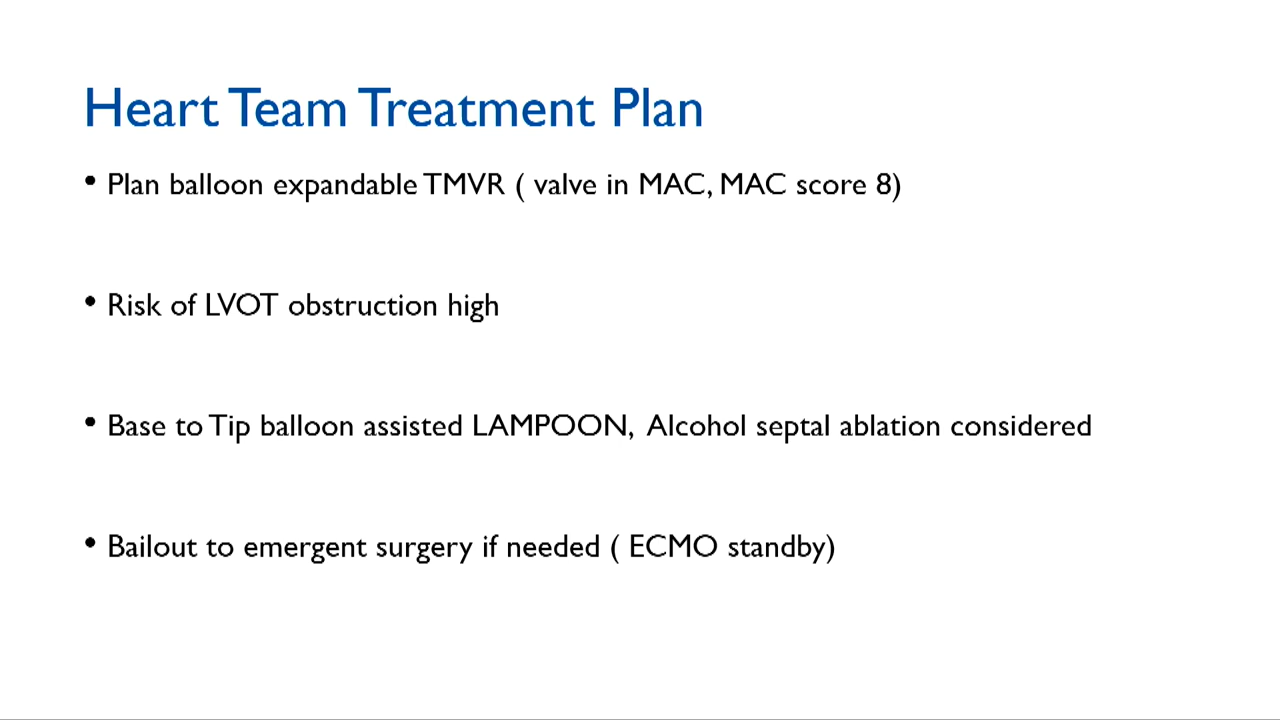 Heart Team Treatment Plan
• Plan balloon expandable TMVR ( valve in MAC, MAC score 8)
• Risk of LVOT obstruction high
• Base to Tip balloon assisted LAMPOON, Alcohol septal ablation considered
• Bailout to emergent surgery if needed ( ECMO standby)